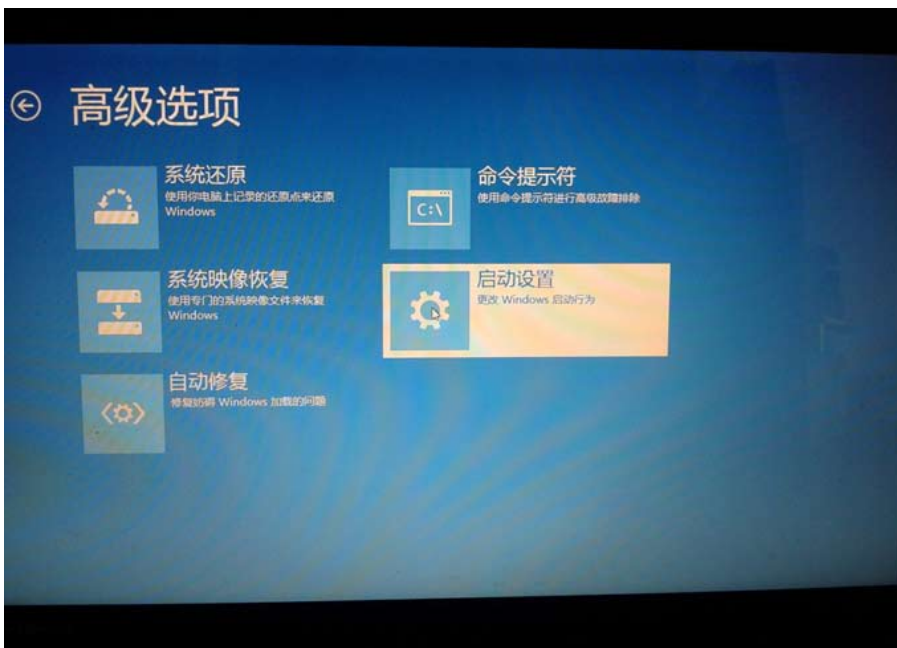 高级选项
系统还原
使用你电脑上记录的还原点来还原
Windows
命令提示符
使用命令提示符进行高级故障排除
C:\
系统映像恢复
使用专门的系统映像文件来恢复
Windows
启动设置
更改 Windows 启动行为
自动修复
修复妨碍 Windows 加载的问题